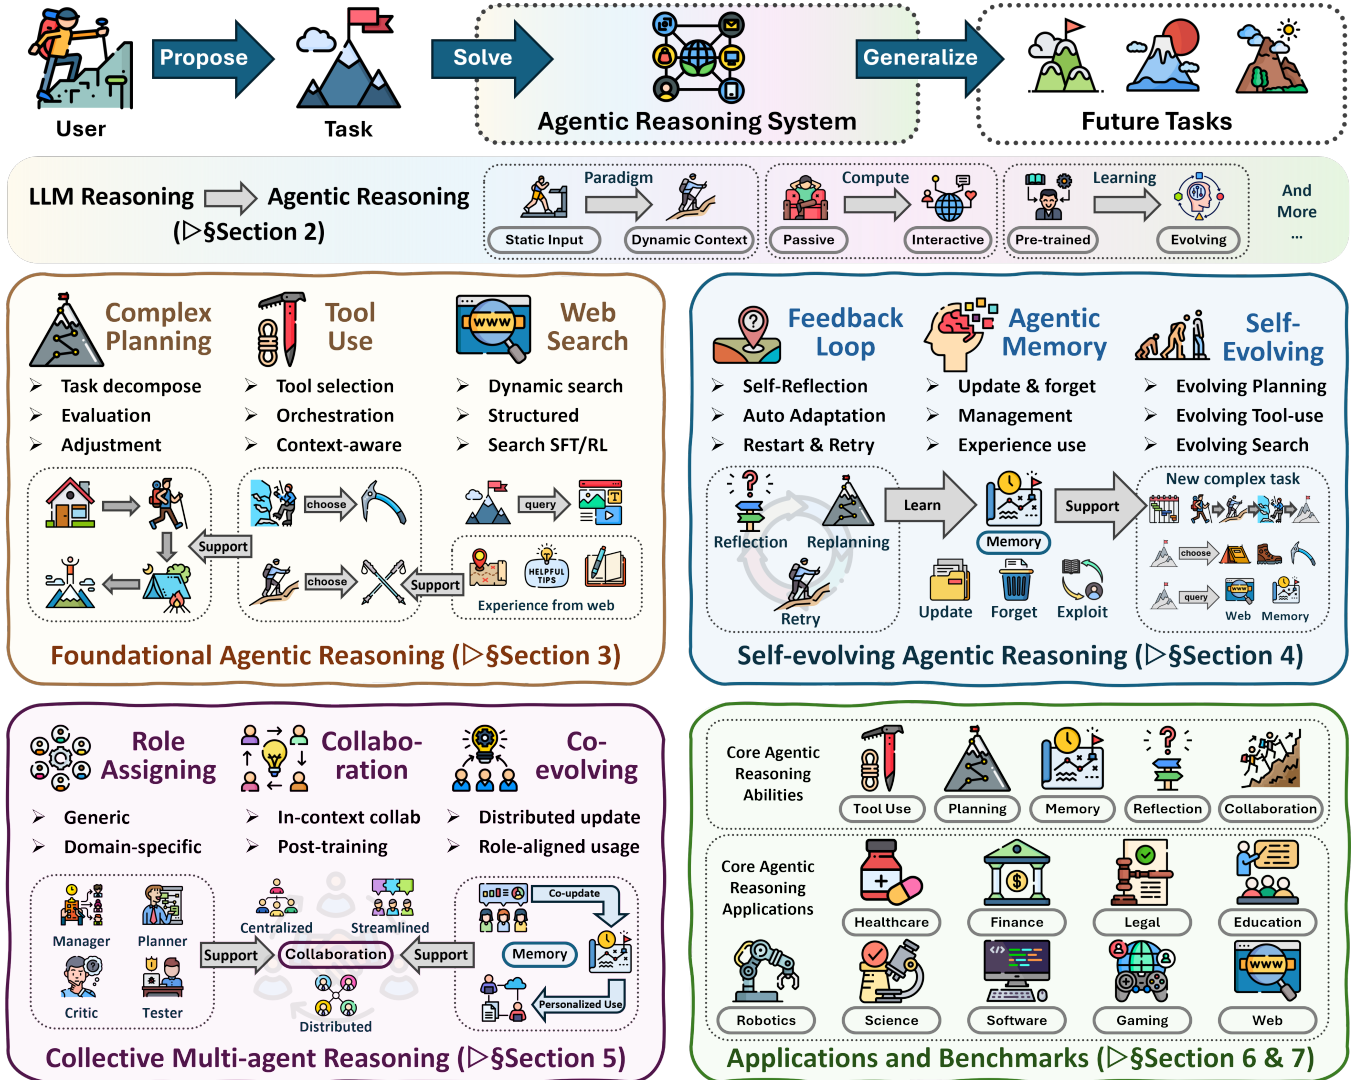 Propose
Solve
Generalize
User
Task
Agentic Reasoning System
Future Tasks
LLM Reasoning
Agentic Reasoning
(▷§Section 2)
Paradigm
Static Input
Dynamic Context
Compute
Passive
Interactive
Learning
Pre-trained
Evolving
And
More
...
Complex
Planning
➢ Task decompose
➢ Evaluation
➢ Adjustment
Tool
Use
➢ Tool selection
➢ Orchestration
➢ Context-aware
WWW
Web
Search
➢ Dynamic search
➢ Structured
➢ Search SFT/RL
Support
choose
choose
Support
query
T
HELPFUL
TIPS
Experience from web
Foundational Agentic Reasoning (▷§Section 3)
?
Feedback
Loop
➢ Self-Reflection
➢ Auto Adaptation
➢ Restart & Retry
Agentic
Memory
➢ Update & forget
➢ Management
➢ Experience use
Self-
Evolving
➢ Evolving Planning
➢ Evolving Tool-use
➢ Evolving Search
?
Reflection
Replanning
Retry
Learn
Memory
Update
Forget
Exploit
Support
New complex task
choose
query
WWW
Web
Memory
Self-evolving Agentic Reasoning (▷§Section 4)
Role
Assigning
➢ Generic
➢ Domain-specific
Collabo-
ration
➢ In-context collab
➢ Post-training
Co-
evolving
➢ Distributed update
➢ Role-aligned usage
Manager
Planner
?
Critic
Tester
Support
Centralized
Streamlined
Collaboration
Distributed
Support
Co-update
Memory
Personalized Use
Collective Multi-agent Reasoning (▷§Section 5)
Core Agentic
Reasoning
Abilities
?
Tool Use
Planning
Memory
Reflection
Collaboration
Core Agentic
Reasoning
Applications
$
Healthcare
Finance
Legal
Education
</>
WWW
Robotics
Science
Software
Gaming
Web
Applications and Benchmarks (▷§Section 6 & 7)